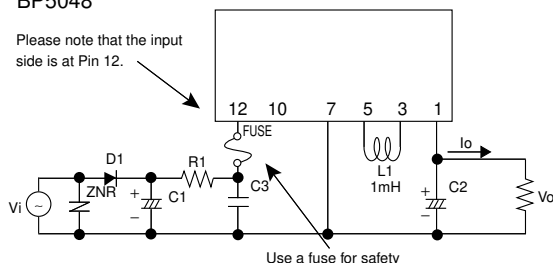 BP5048
Please note that the input
side is at Pin 12.
12 10 7 5 3 1
FUSE
Io
D1
R1
L1
1mH
ZNR
+
C1
C3
+
C2
Vi
~
Vo
−
−
Use a fuse for safety